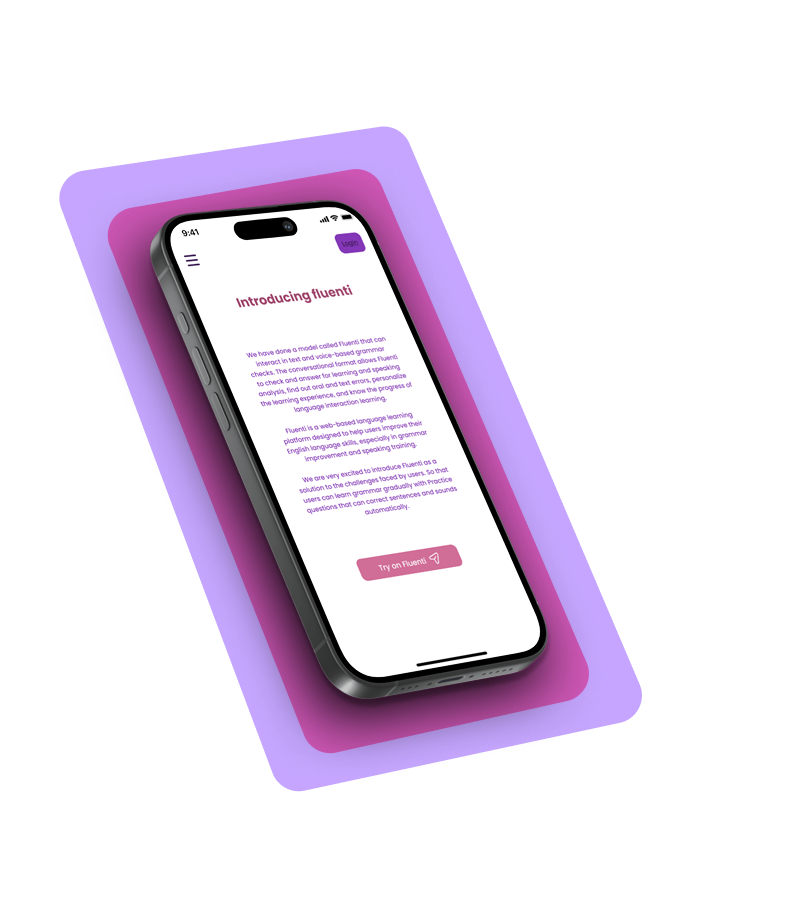 9:41
Login
Introducing fluenti
We have done a model called Fluenti that can
interact in text and voice-based grammar
checks. The conversational format allows Fluenti
to check and answer for learning and speaking
analysis, find out oral and text errors, personalize
the learning experience, and know the progress of
language interaction learning.
Fluenti is a web-based language learning
platform designed to help users improve their
English language skills, especially in grammar
improvement and speaking training.
We are very excited to introduce Fluenti as a
solution to the challenges faced by users. So that
users can learn grammar gradually with Practice
questions that can correct sentences and sounds
automatically.
Try on Fluenti